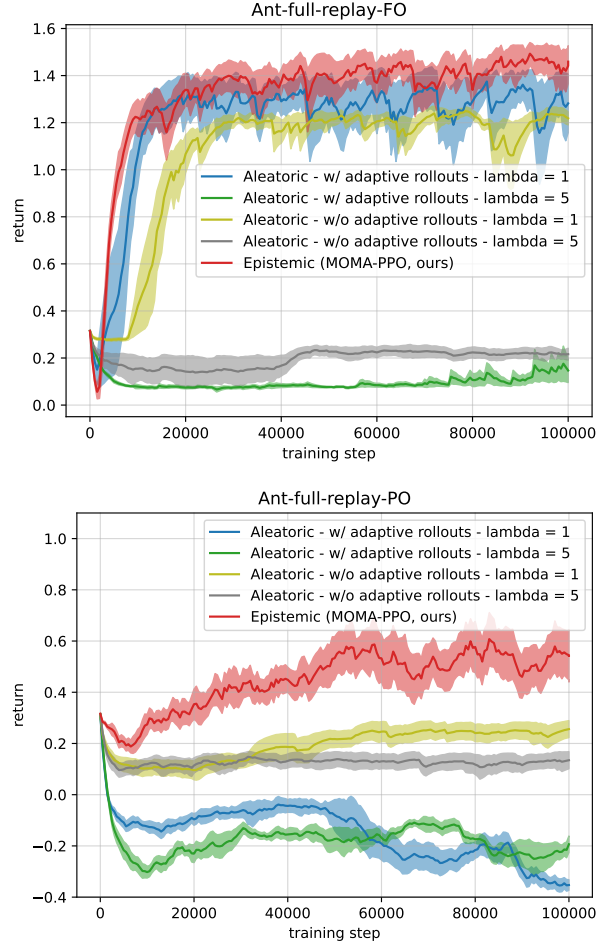 Ant-full-replay-FO
1.6
1.4
1.2
1.0
0.8
0.6
0.4
0.2
0.0
return
Aleatoric - w/ adaptive rollouts - lambda = 1
Aleatoric - w/ adaptive rollouts - lambda = 5
Aleatoric - w/o adaptive rollouts - lambda = 1
Aleatoric - w/o adaptive rollouts - lambda = 5
Epistemic (MOMA-PPO, ours)
0 20000 40000 60000 80000 100000
training step
Ant-full-replay-PO
1.0
0.8
0.6
0.4
0.2
0.0
−0.2
−0.4
return
Aleatoric - w/ adaptive rollouts - lambda = 1
Aleatoric - w/ adaptive rollouts - lambda = 5
Aleatoric - w/o adaptive rollouts - lambda = 1
Aleatoric - w/o adaptive rollouts - lambda = 5
Epistemic (MOMA-PPO, ours)
0 20000 40000 60000 80000 100000
training step